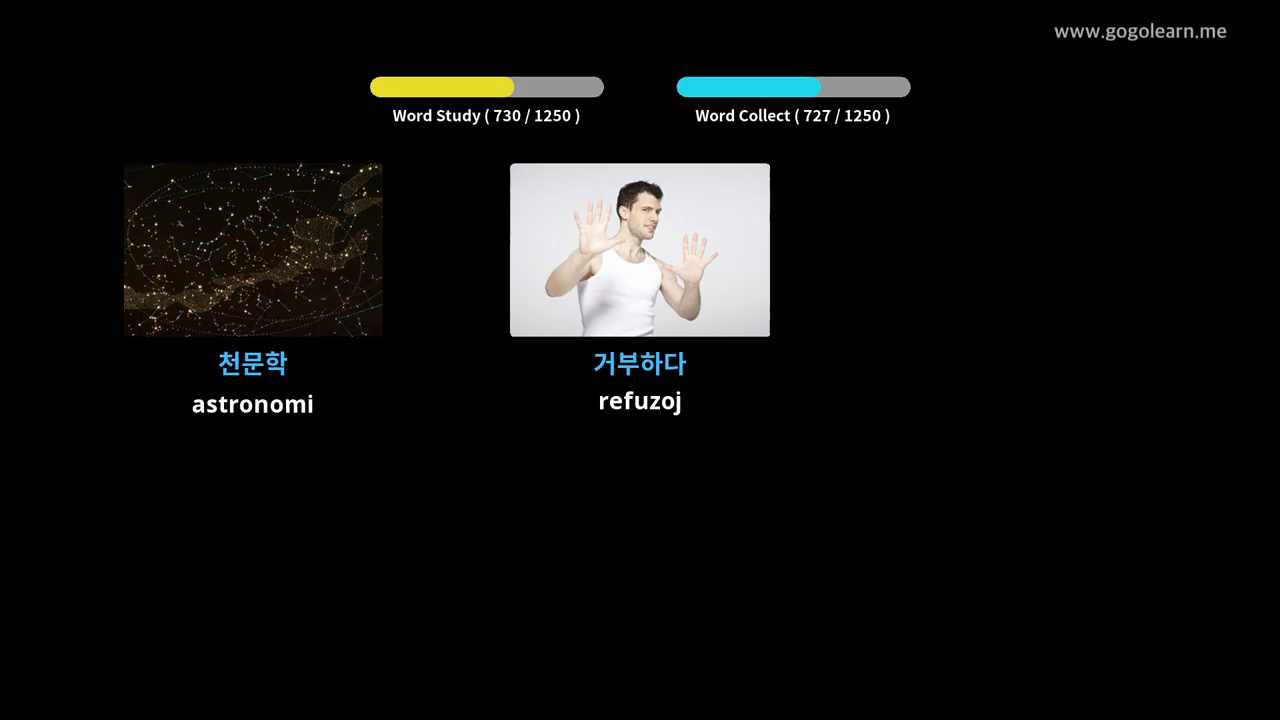 www.gogolearn.me
Word Study ( 730 / 1250 )
Word Collect ( 727 / 1250 )
천문학
거부하다
astronomi
refuzoj